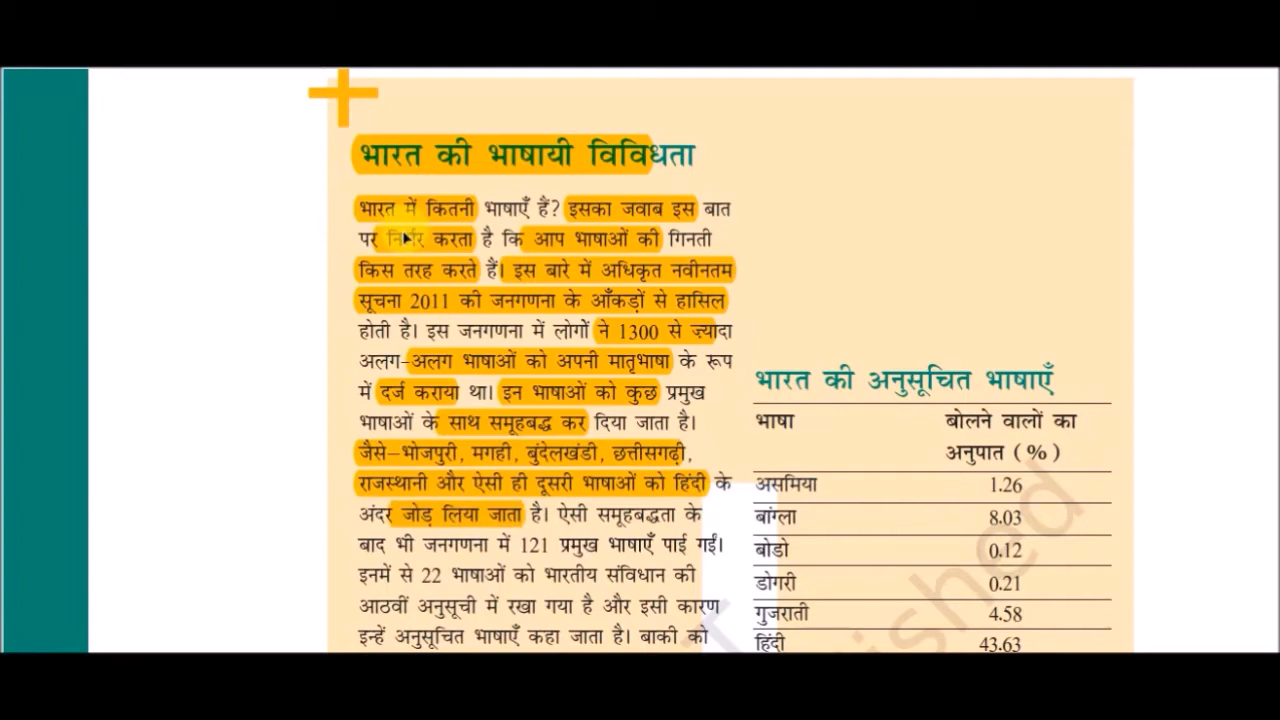 भारत की भाषायी विविधता
भारत में कितनी भाषाएँ हैं? इसका जवाब इस बात
पर निर्भर करता है कि आप भाषाओं की गिनती
किस तरह करते हैं। इस बारे में अधिकृत नवीनतम
सूचना 2011 की जनगणना के आँकड़ों से हासिल
होती है। इस जनगणना में लोगों ने 1300 से ज़्यादा
अलग-अलग भाषाओं को अपनी मातृभाषा के रूप
में दर्ज कराया था। इन भाषाओं को कुछ प्रमुख
भाषाओं के साथ समूहबद्ध कर दिया जाता है।
जैसे–भोजपुरी, मगही, बुंदेलखंडी, छत्तीसगढ़ी,
राजस्थानी और ऐसी ही दूसरी भाषाओं को हिंदी के
अंदर जोड़ लिया जाता है। ऐसी समूहबद्धता के
बाद भी जनगणना में 121 प्रमुख भाषाएँ पाई गईं।
इनमें से 22 भाषाओं को भारतीय संविधान की
आठवीं अनुसूची में रखा गया है और इसी कारण
इन्हें अनुसूचित भाषाएँ कहा जाता है। बाकी को
भारत की अनुसूचित भाषाएँ
भाषा बोलने वालों का
अनुपात (%)
असमिया 1.26
बांग्ला 8.03
बोडो 0.12
डोगरी 0.21
गुजराती 4.58
हिंदी 43.63
shed